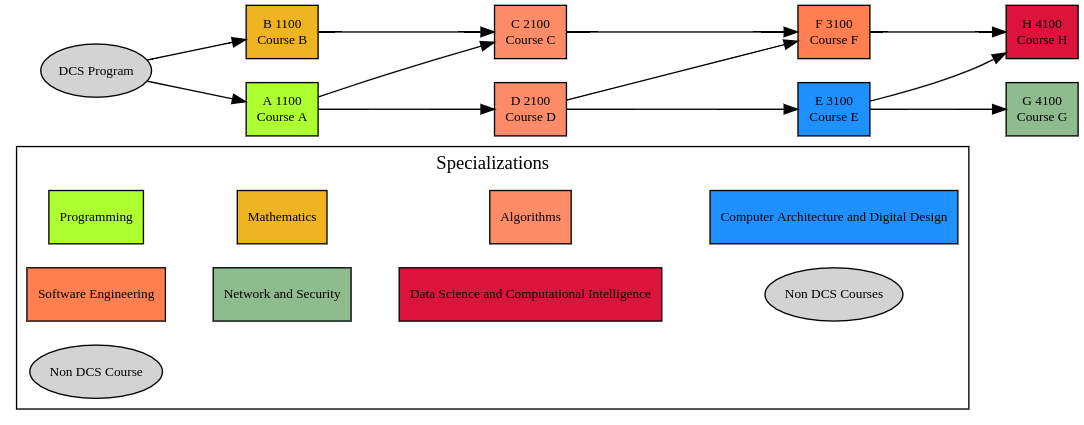 DCS Program
B 1100
Course B
A 1100
Course A
C 2100
Course C
D 2100
Course D
F 3100
Course F
E 3100
Course E
H 4100
Course H
G 4100
Course G
Specializations
Programming
Mathematics
Algorithms
Computer Architecture and Digital Design
Software Engineering
Network and Security
Data Science and Computational Intelligence
Non DCS Courses
Non DCS Course